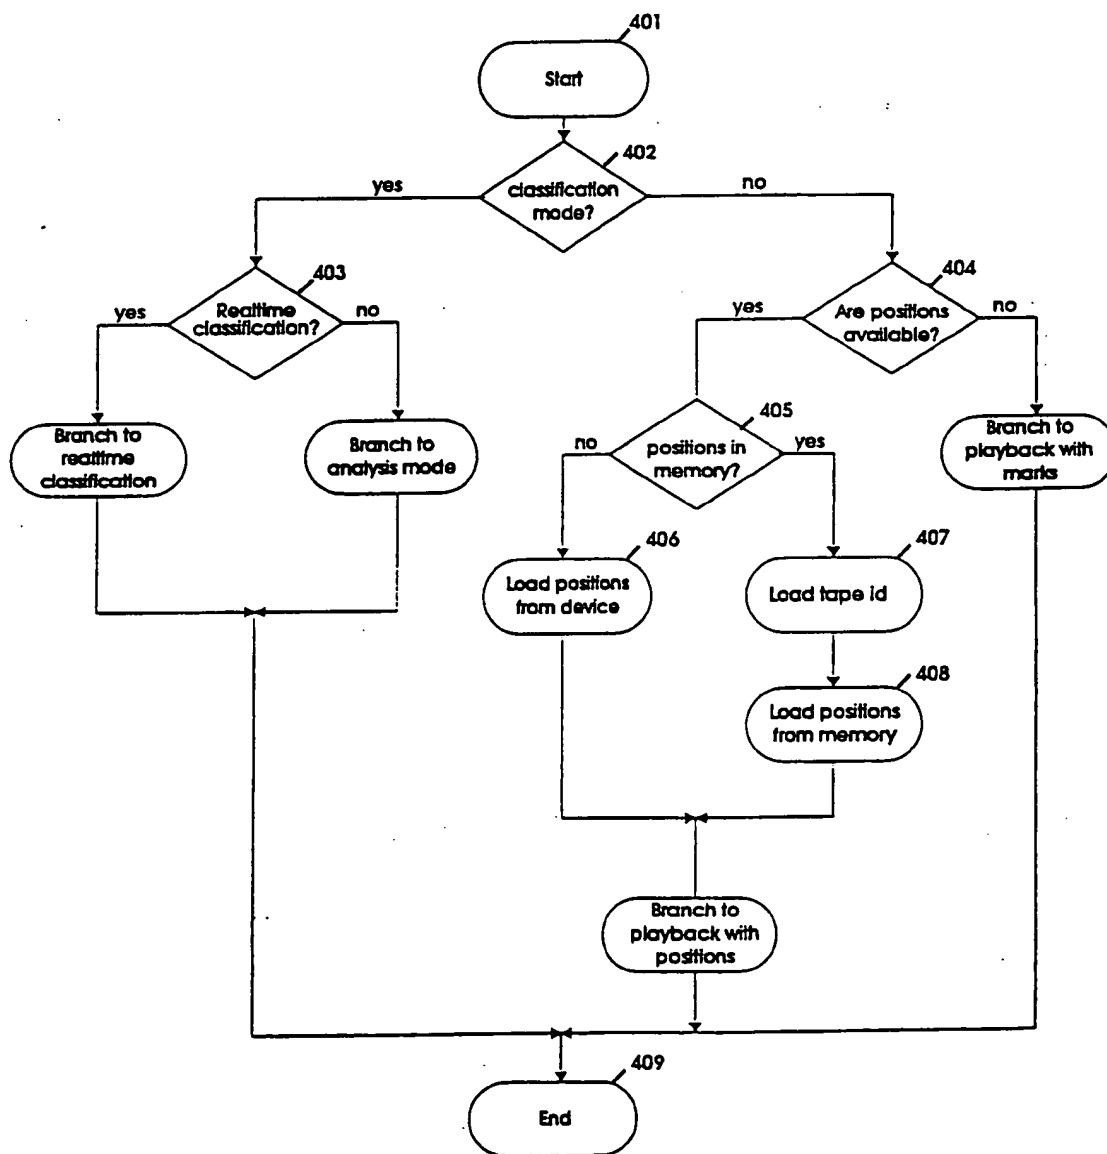 401
Start
402
classification
mode?
yes
no
403
Realtime
classification?
yes
no
404
Are positions
available?
yes
no
Branch to
realtime
classification
Branch to
analysis mode
405
positions in
memory?
no
yes
Branch to
playback with
marks
406
Load positions
from device
407
Load tape id
408
Load positions
from memory
Branch to
playback with
positions
409
End